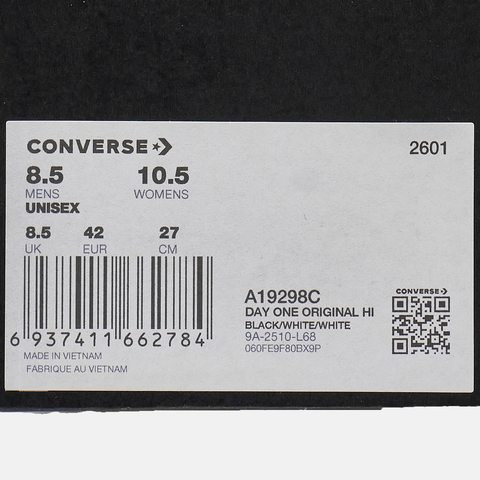 CONVERSE
2601
8.5 10.5
MENS WOMENS
UNISEX
8.5 42 27
UK EUR CM
6 937411 662784
MADE IN VIETNAM
FABRIQUE AU VIETNAM
A19298C
DAY ONE ORIGINAL HI
BLACK/WHITE/WHITE
9A-2510-L68
060FE9F80BX9P
CONVERSE